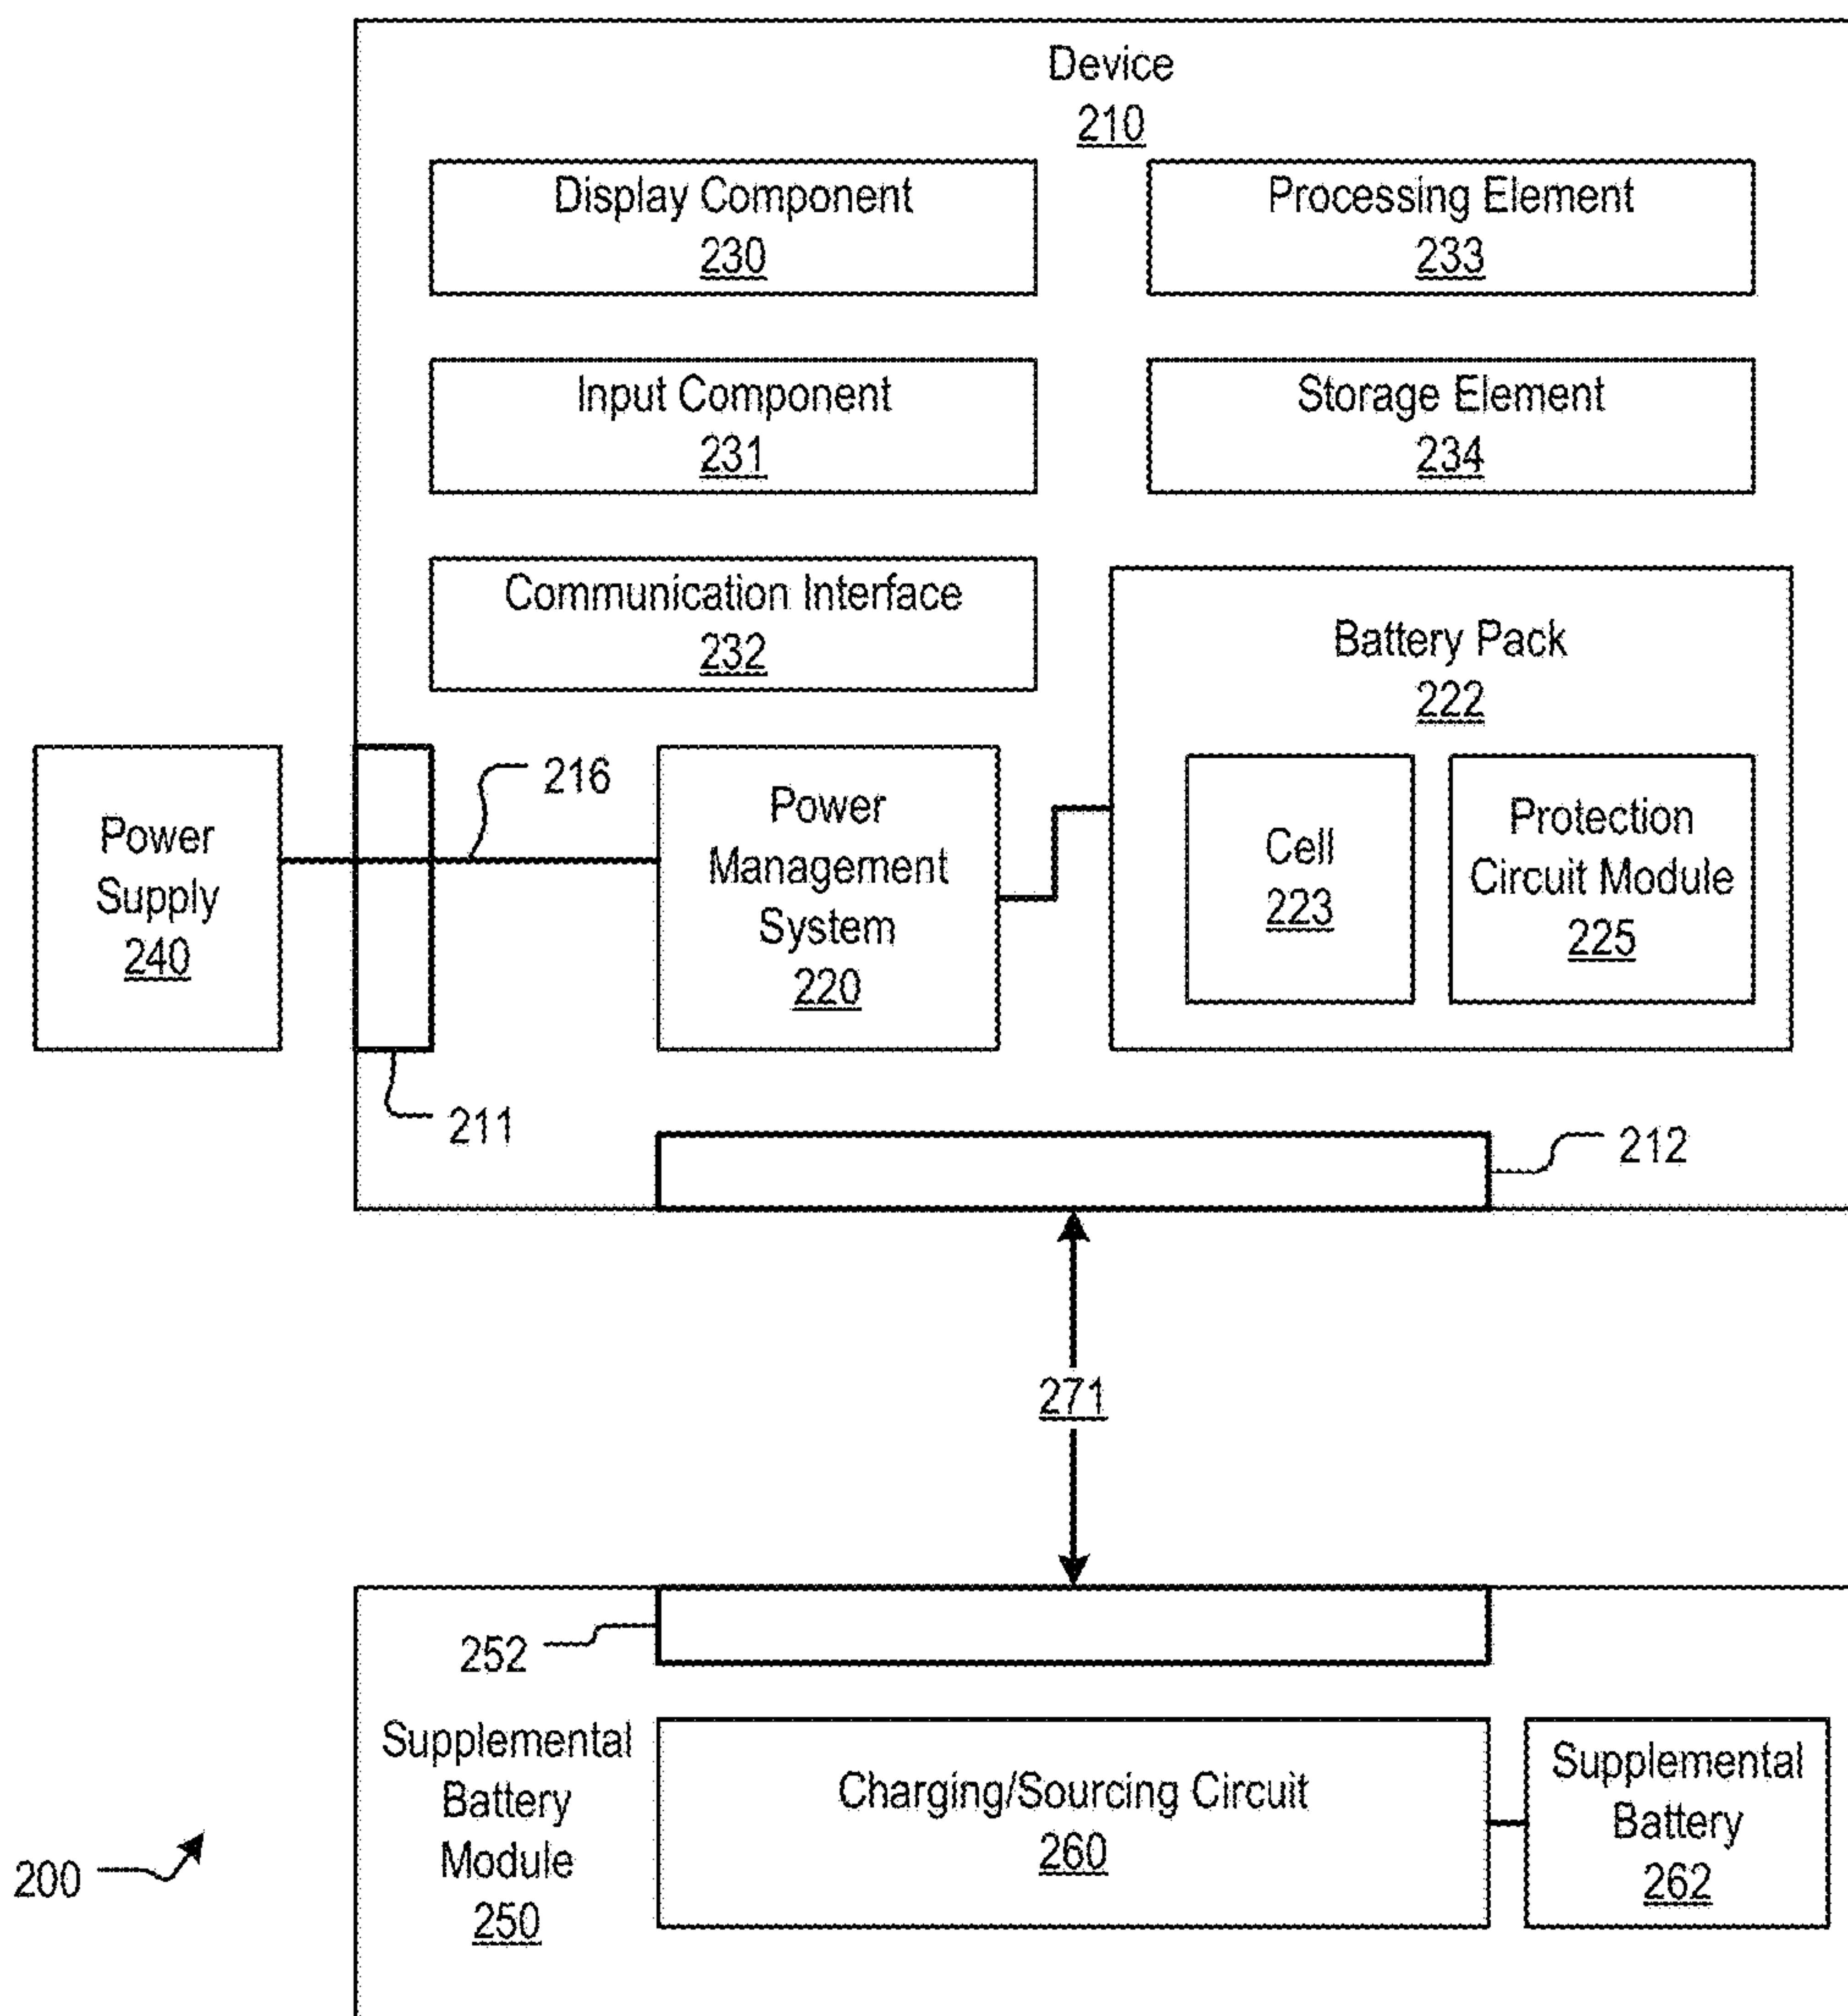 Device
210
Display Component
230
Processing Element
233
Input Component
231
Storage Element
234
Communication Interface
232
Battery Pack
222
Power
Supply
240
216
Power
Management
System
220
Cell
223
Protection
Circuit Module
225
211
212
271
252
Supplemental
Battery
Module
250
Charging/Sourcing Circuit
260
Supplemental
Battery
262
200